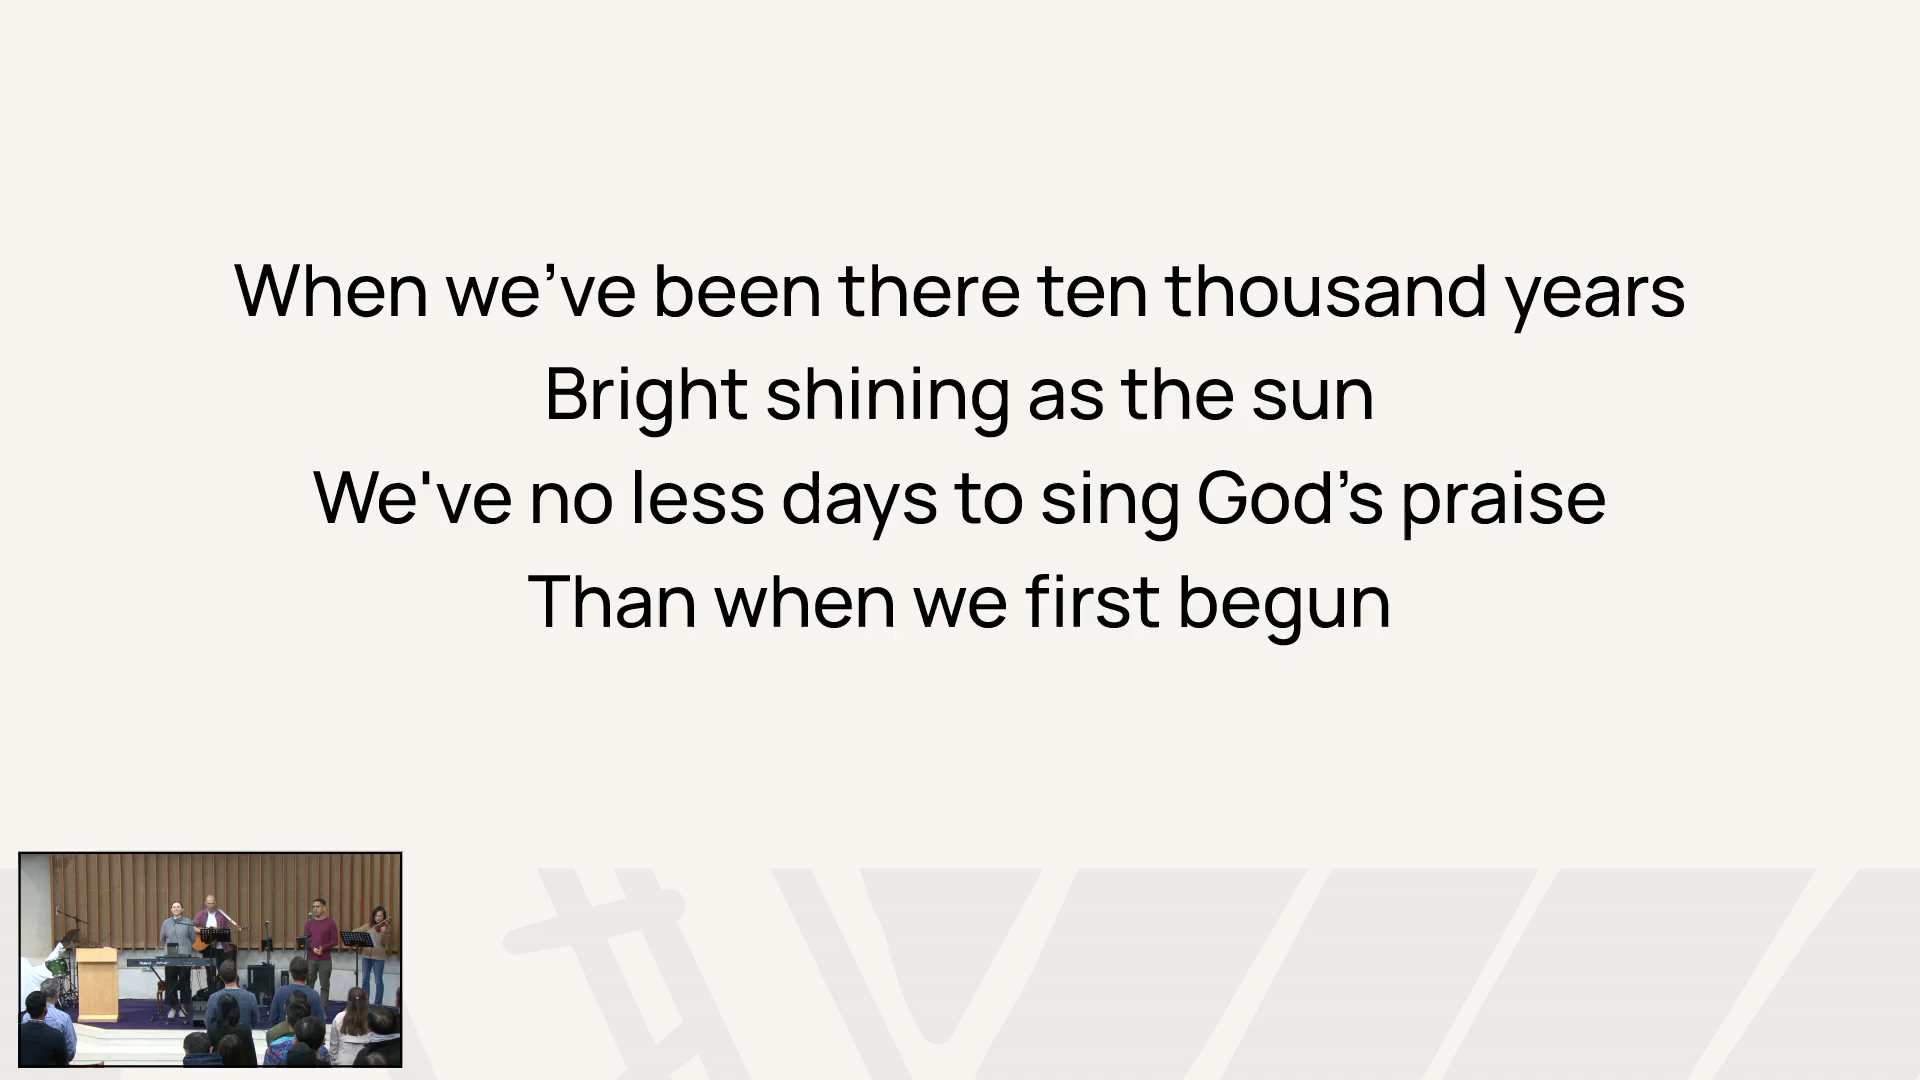 When we’ve been there ten thousand years
Bright shining as the sun
We've no less days to sing God’s praise
Than when we first begun